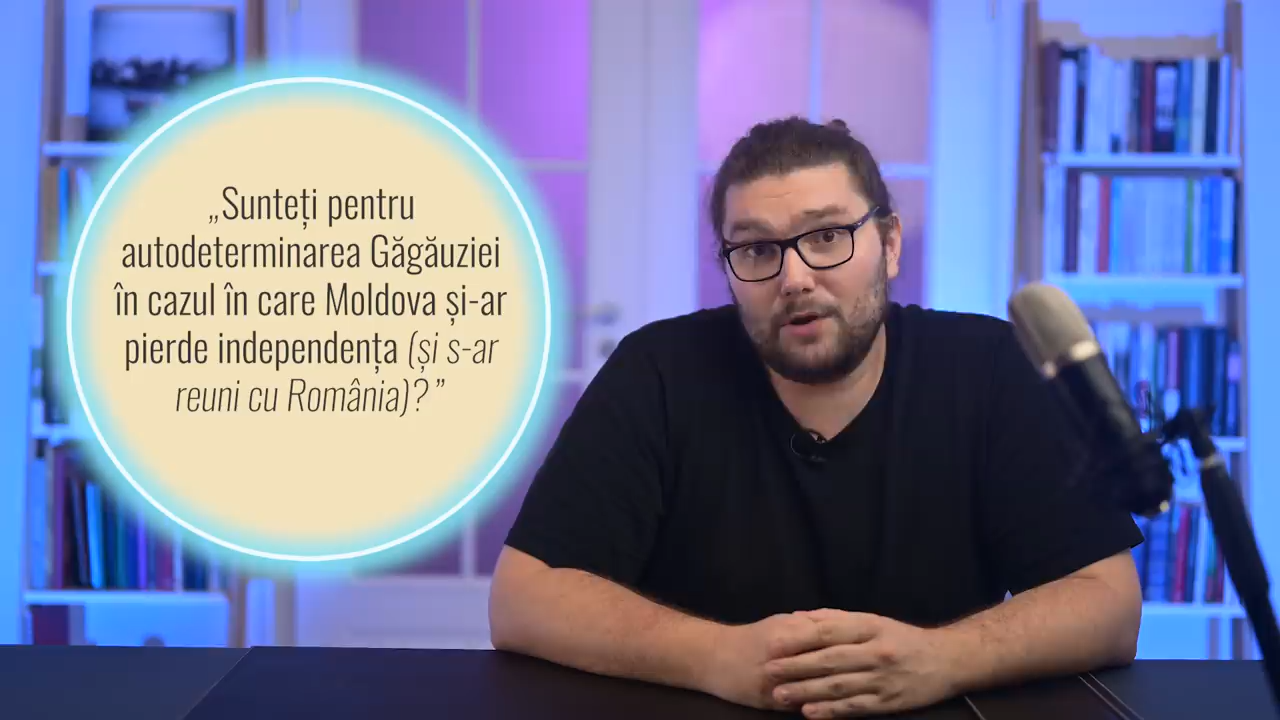 „Sunteți pentru
autodeterminarea Găgăuziei
în cazul în care Moldova și-ar
pierde independența (și s-ar
reuni cu România)?”